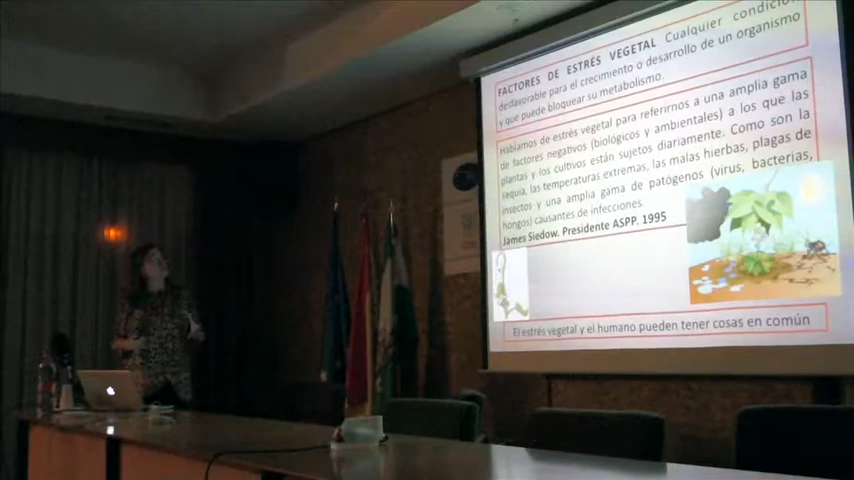 FACTORES DE ESTRÉS VEGETAL Cualquier condición
desfavorable para el crecimiento o desarrollo de un organismo
y que puede bloquear su metabolismo.
Hablamos de Estrés vegetal para referirnos a una amplia gama
de factores negativos (biológicos y ambientales) a los que las
plantas y los cultivos están sujetos diariamente, como son la
sequía, las temperaturas extremas, las malas hierbas, plagas de
insectos y una amplia gama de patógenos (virus, bacterias,
hongos) causantes de infecciones.
James Siedow. Presidente ASPP. 1995
El estrés vegetal y el humano pueden tener cosas en común